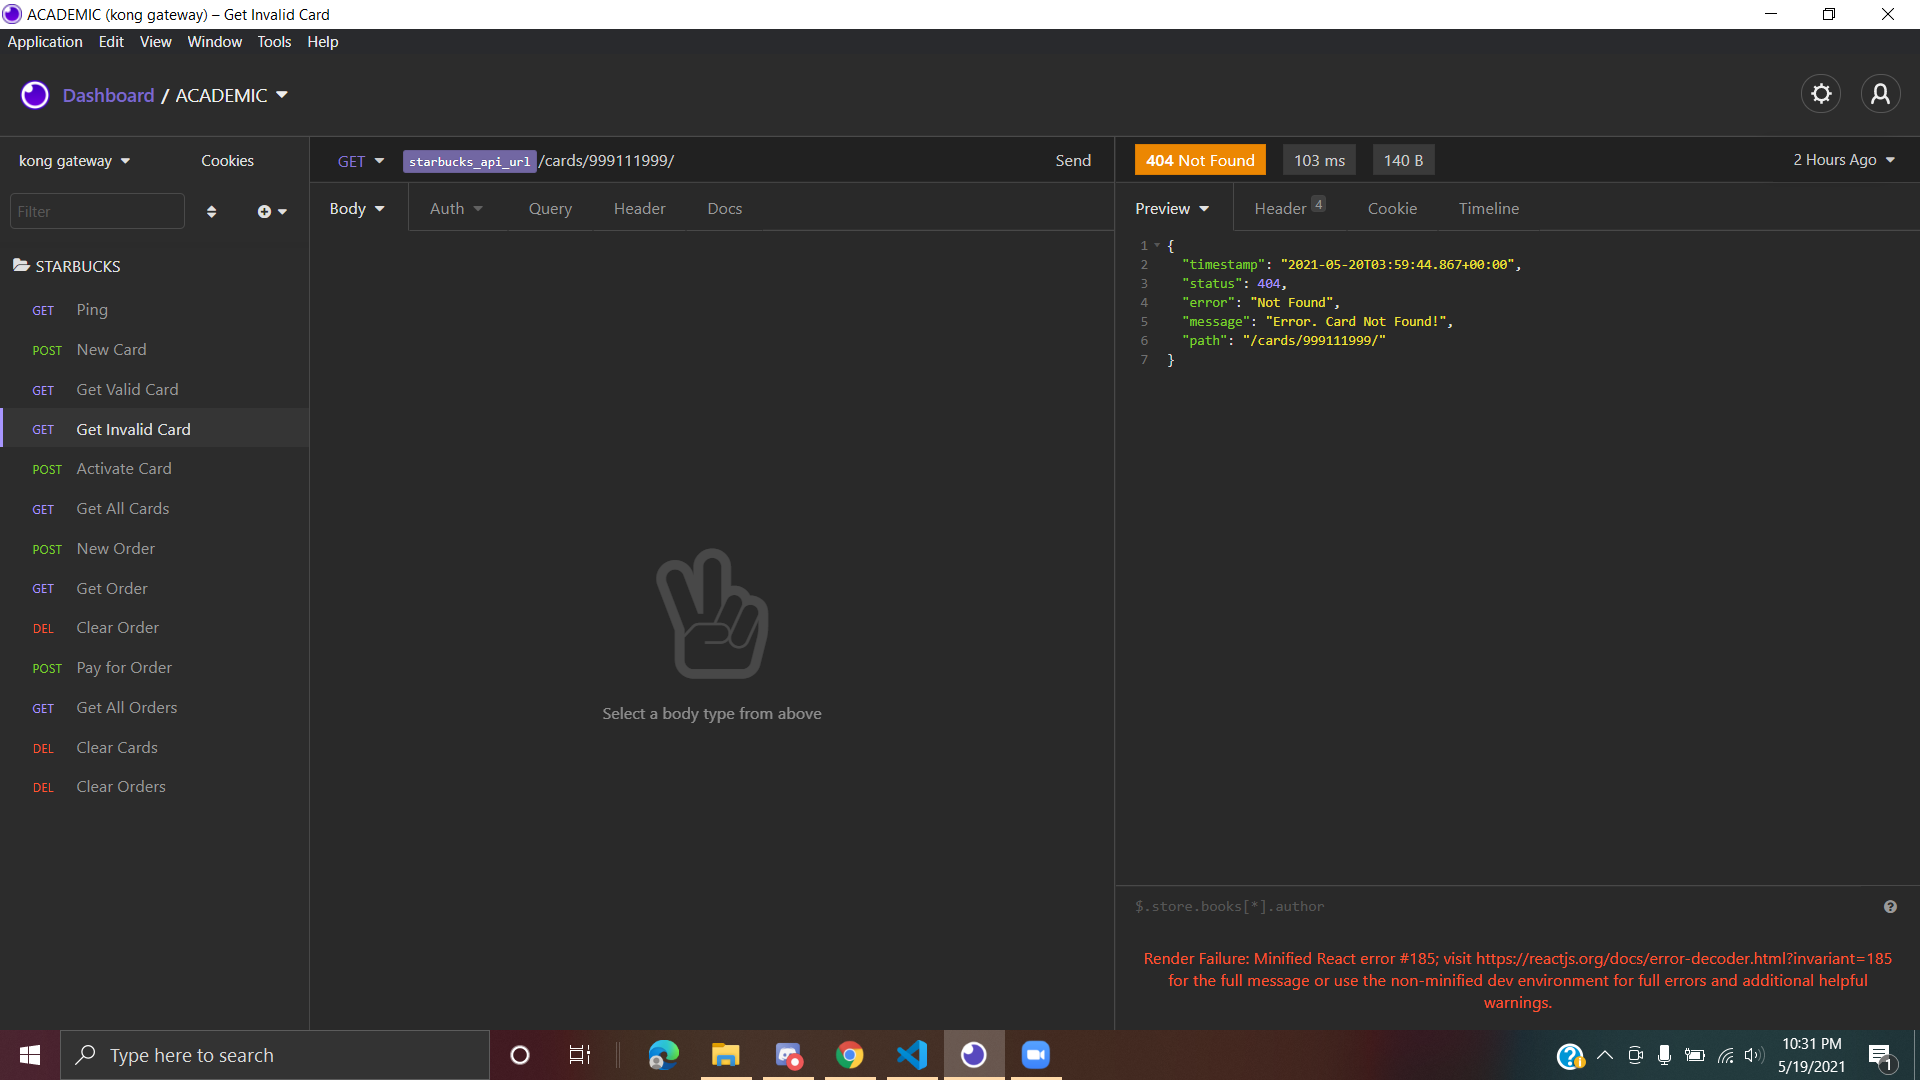 ACADEMIC (kong gateway) – Get Invalid Card
Application Edit View Window Tools Help
Dashboard / ACADEMIC
kong gateway Cookies
Filter
STARBUCKS
GET Ping
POST New Card
GET Get Valid Card
GET Get Invalid Card
POST Activate Card
GET Get All Cards
POST New Order
GET Get Order
DEL Clear Order
POST Pay for Order
GET Get All Orders
DEL Clear Cards
DEL Clear Orders
GET starbucks_api_url /cards/999111999/ Send
Body Auth Query Header Docs
Select a body type from above
404 Not Found 103 ms 140 B 2 Hours Ago
Preview Header 4 Cookie Timeline
1 {
2 "timestamp": "2021-05-20T03:59:44.867+00:00",
3 "status": 404,
4 "error": "Not Found",
5 "message": "Error. Card Not Found!",
6 "path": "/cards/999111999/"
7 }
$.store.books[*].author
Render Failure: Minified React error #185; visit https://reactjs.org/docs/error-decoder.html?invariant=185
for the full message or use the non-minified dev environment for full errors and additional helpful
warnings.
Type here to search
10:31 PM
5/19/2021
1